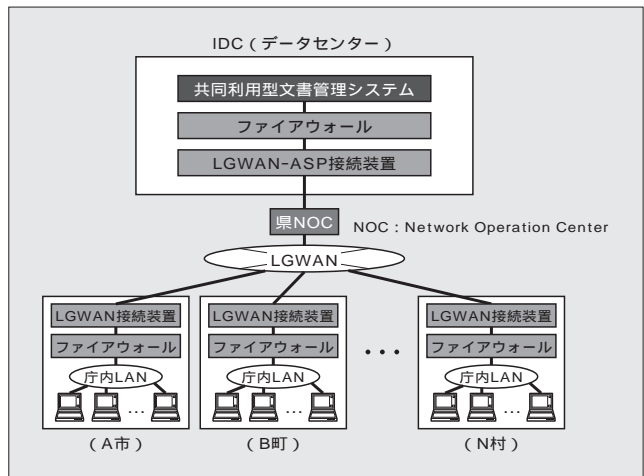 IDC（データセンター）
共同利用型文書管理システム
ファイアウォール
LGWAN-ASP接続装置
県NOC
NOC：Network Operation Center
LGWAN
LGWAN接続装置
LGWAN接続装置
LGWAN接続装置
ファイアウォール
ファイアウォール
ファイアウォール
・・・
庁内LAN
庁内LAN
庁内LAN
…
…
…
（A市）
（B町）
（N村）